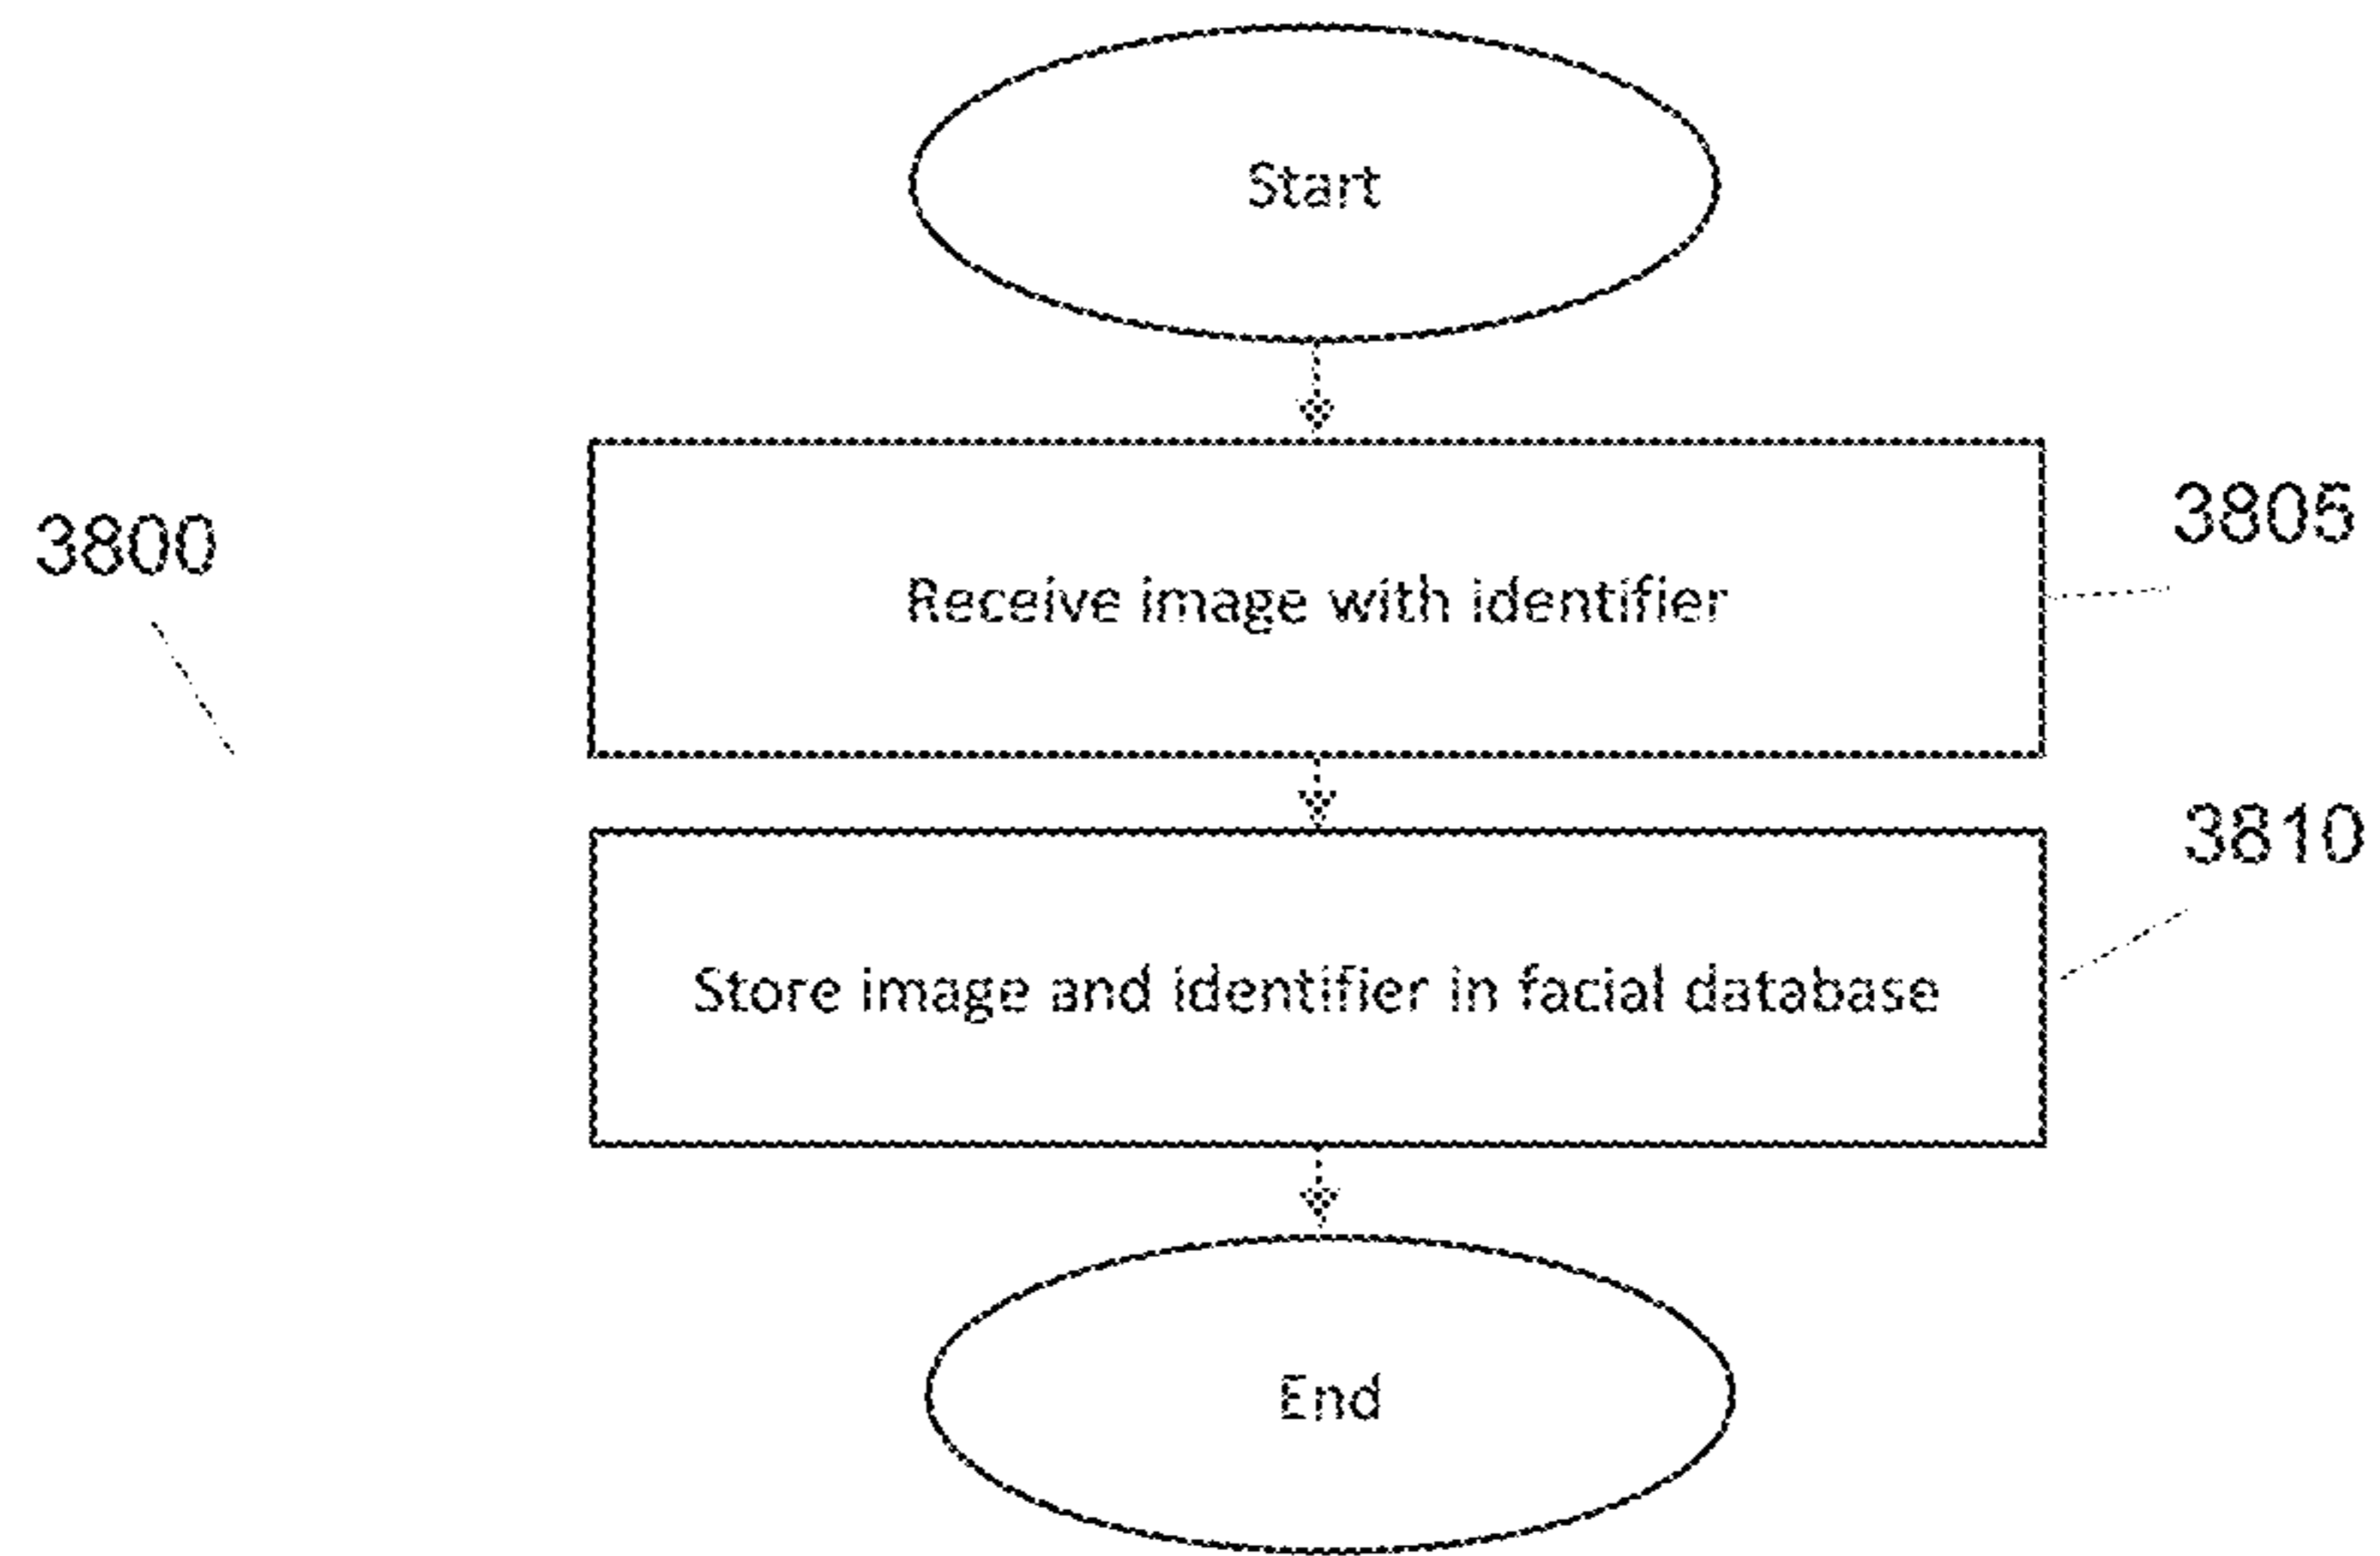 Start
3800
3805
Receive image with identifier
3810
Store image and identifier in facial database
End